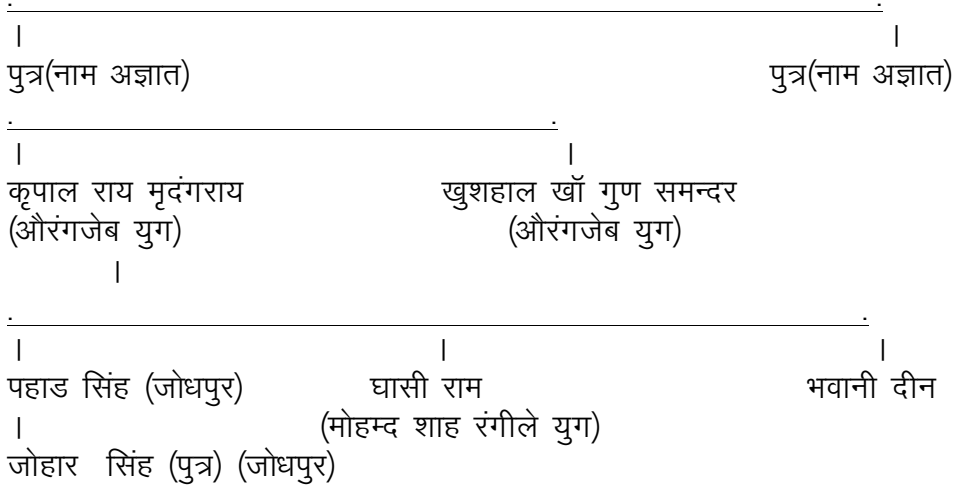 पुत्र(नाम अज्ञात) पुत्र(नाम अज्ञात)
कृपाल राय मृदंगराय खुशहाल खॉ गुण समन्दर
(औरंगजेब युग) (औरंगजेब युग)
पहाड सिंह (जोधपुर) घासी राम भवानी दीन
(मोहम्द शाह रंगीले युग)
जोहार सिंह (पुत्र) (जोधपुर)